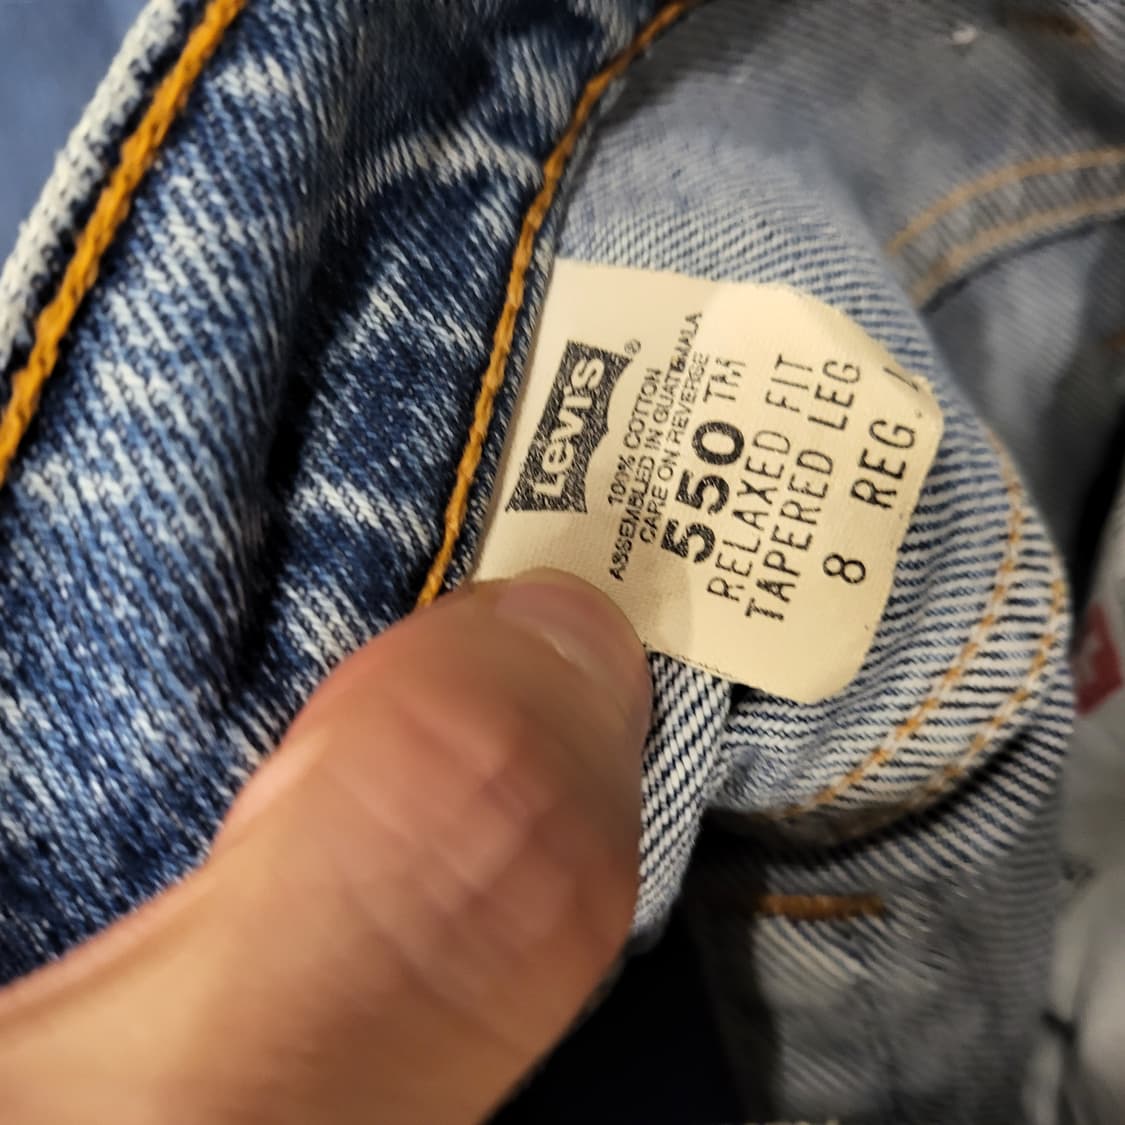 Levi's®
100% COTTON
ASSEMBLED IN GUATEMALA
CARE ON REVERSE
550 TM
RELAXED FIT
TAPERED LEG
8 REG